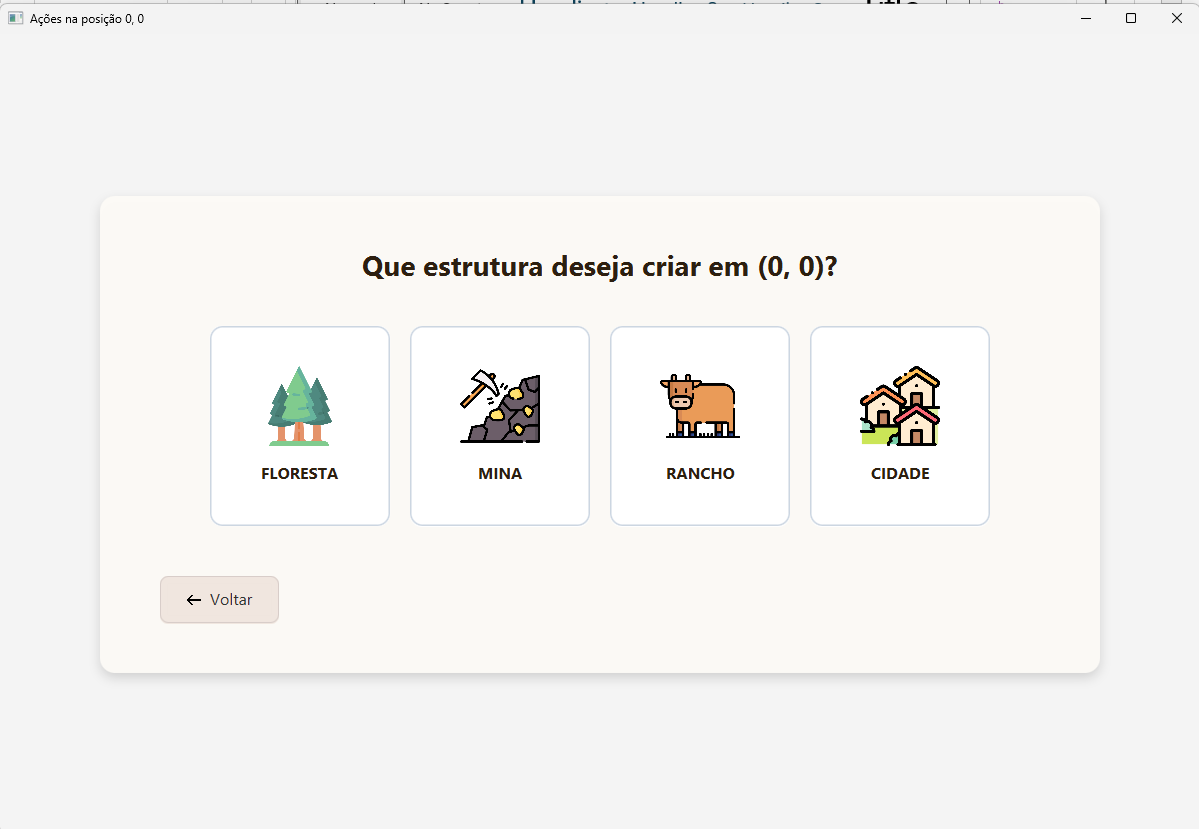 Ações na posição 0, 0
Que estrutura deseja criar em (0, 0)?
FLORESTA
MINA
RANCHO
CIDADE
← Voltar